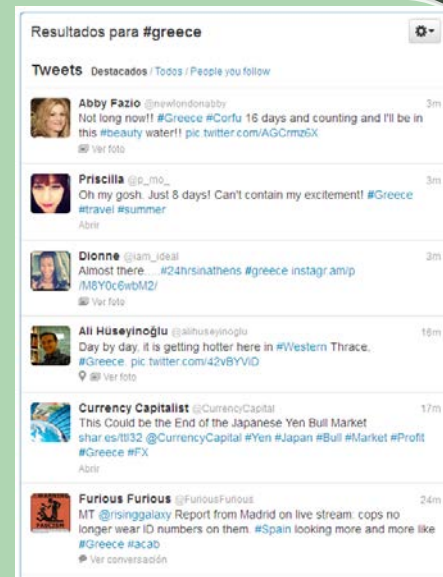 Resultados para #greece
Tweets Destacados / Todos / People you follow
Abby Fazio @newlondonabby 3m
Not long now!! #Greece #Corfu 16 days and counting and I'll be in
this #beauty water!! pic.twitter.com/AGCrmz6X
Ver foto
Priscilla @p_mo_ 3m
Oh my gosh. Just 8 days! Can't contain my excitement! #Greece
#travel #summer
Abrir
Dionne @iam_ideal 3m
Almost there.....#24hrsinathens #greece instagr.am/p
/M8Y0c6wbM2/
Ver foto
Ali Hüseyinoğlu @alihuseyinoglu 16m
Day by day, it is getting hotter here in #Western Thrace,
#Greece. pic.twitter.com/42vBYViD
Ver foto
Currency Capitalist @CurrencyCapital 17m
This Could be the End of the Japanese Yen Bull Market
shar.es/ttl32 @CurrencyCapital #Yen #Japan #Bull #Market #Profit
#Greece #FX
Abrir
WARNING
FASCISM
Furious Furious @FuriousFurious 24m
MT @risinggalaxy Report from Madrid on live stream: cops no
longer wear ID numbers on them. #Spain looking more and more like
#Greece #acab
Ver conversación